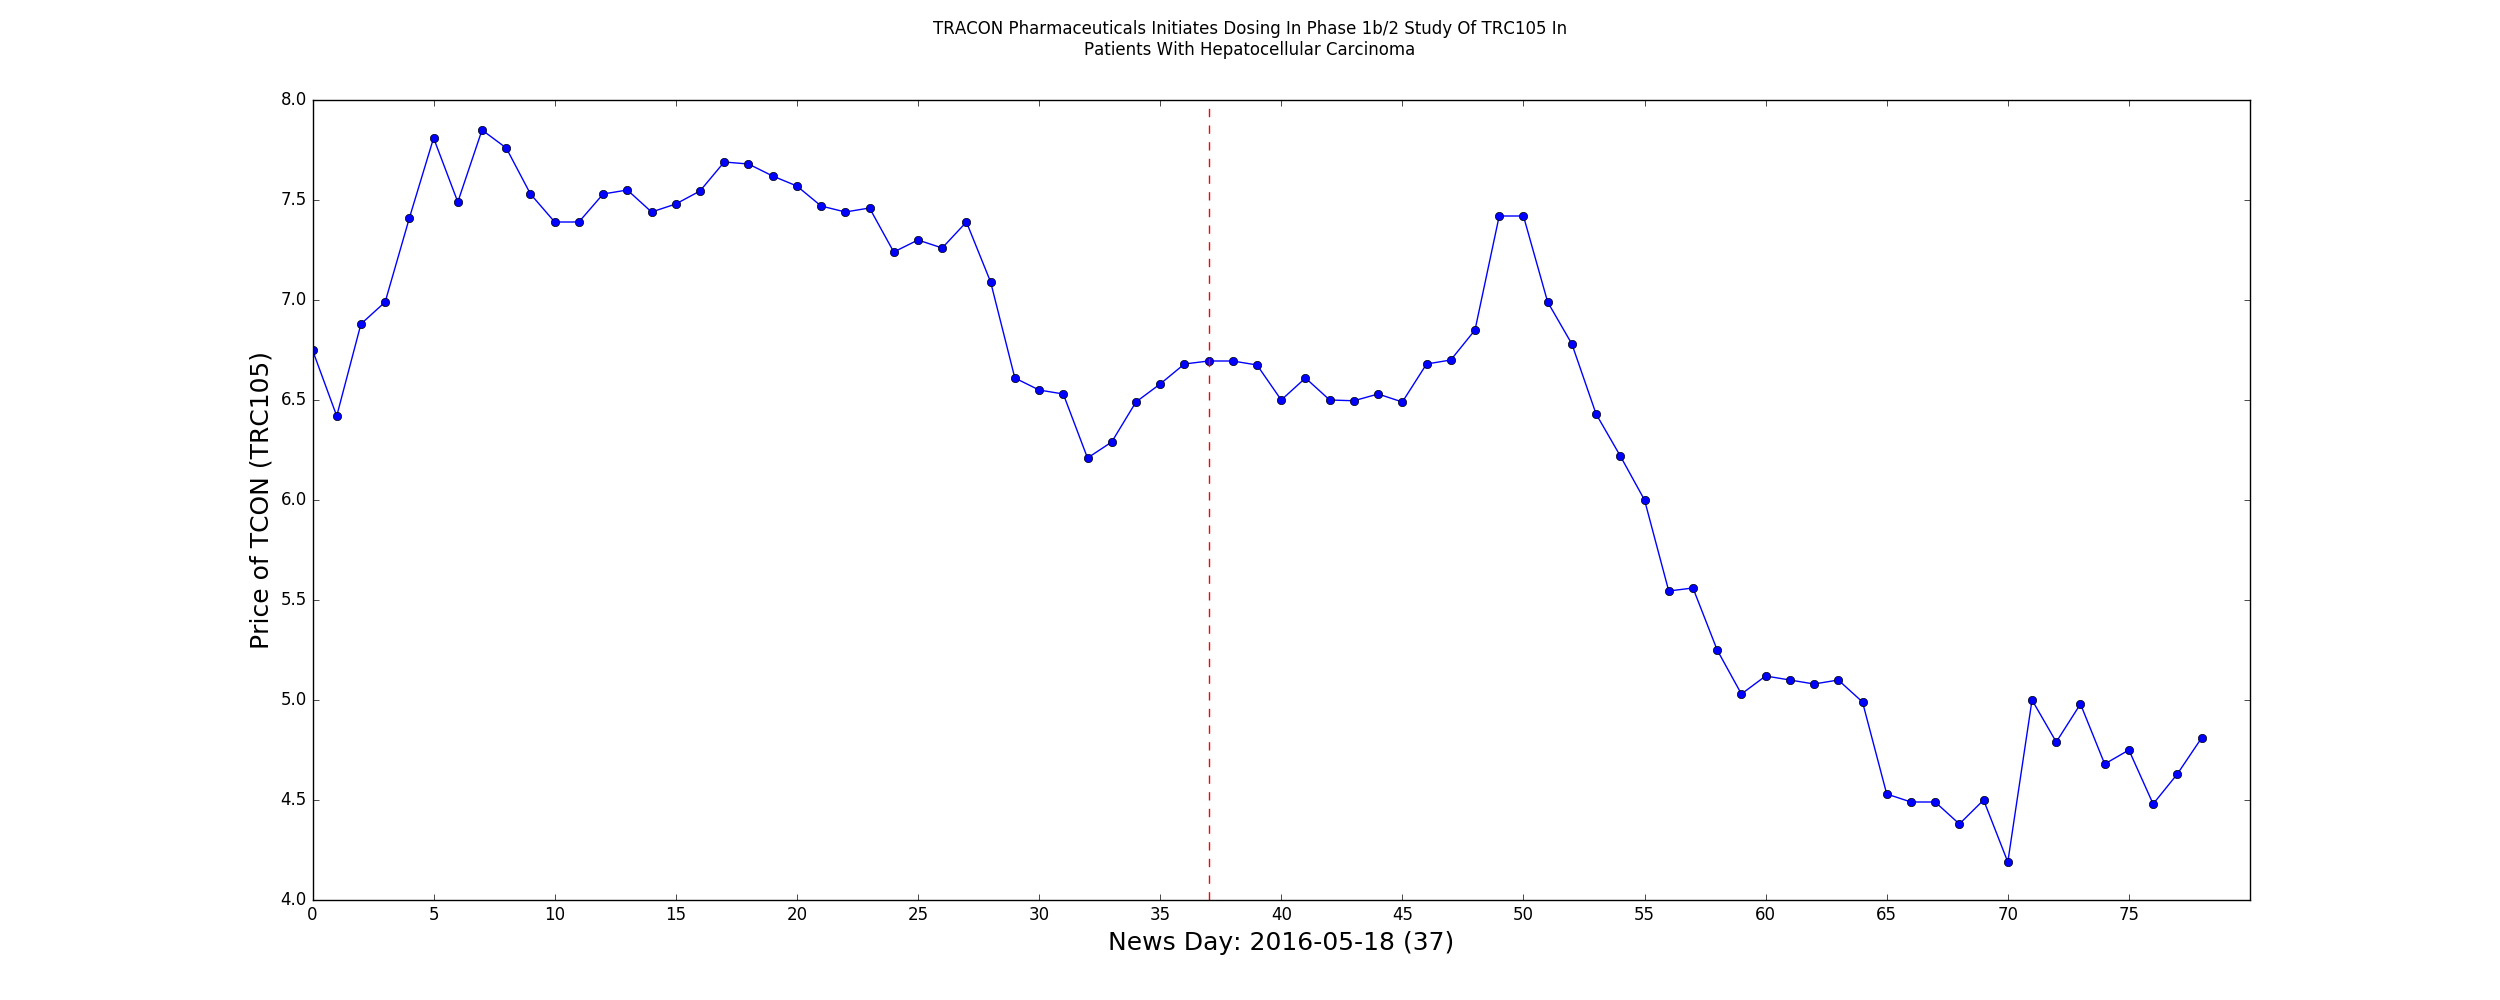 TRACON Pharmaceuticals Initiates Dosing In Phase 1b/2 Study Of TRC105 In
Patients With Hepatocellular Carcinoma
8.0
7.5
7.0
6.5
6.0
5.5
5.0
4.5
4.0
Price of TCON (TRC105)
0 5 10 15 20 25 30 35 40 45 50 55 60 65 70 75
News Day: 2016-05-18 (37)